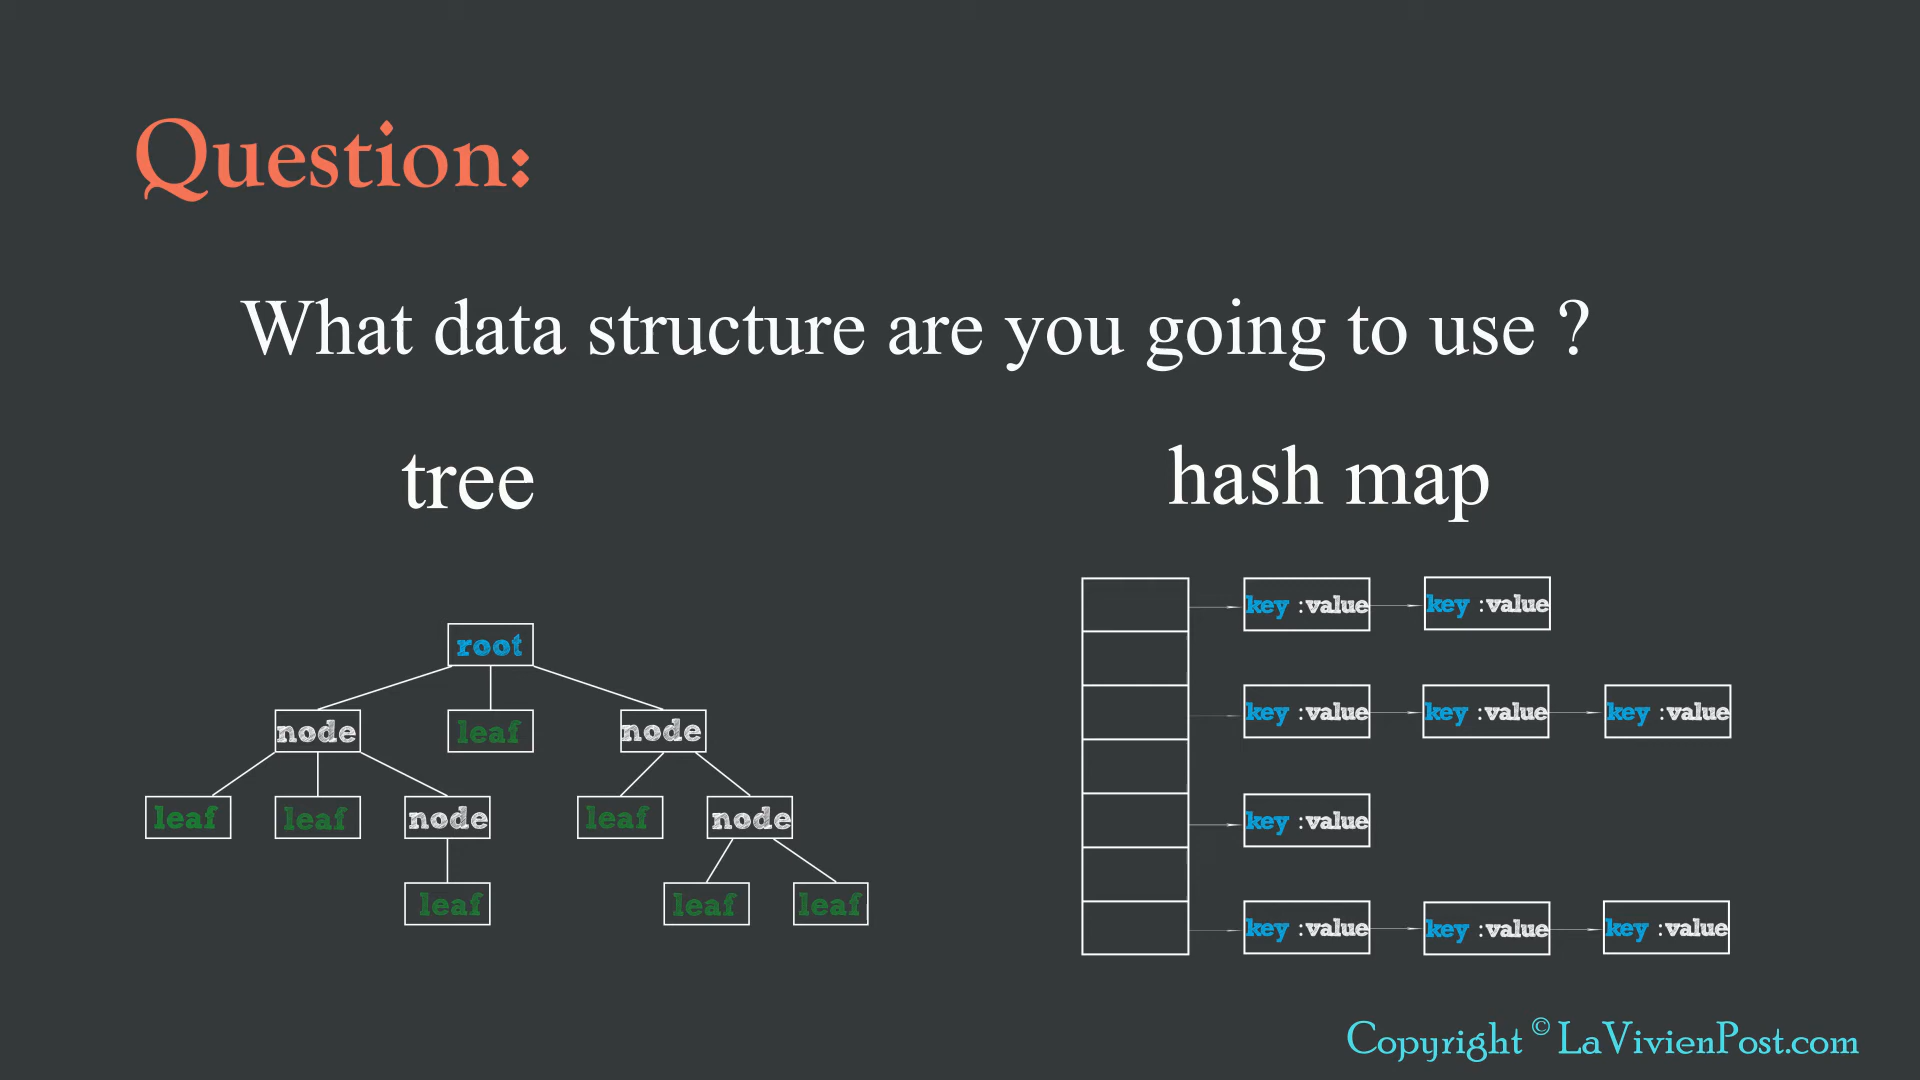 Question:
What data structure are you going to use ?
tree
hash map
root
node leaf node
leaf leaf node leaf node
leaf leaf leaf
key :value key :value
key :value key :value key :value
key :value
key :value key :value key :value
Copyright © LaVivienPost.com